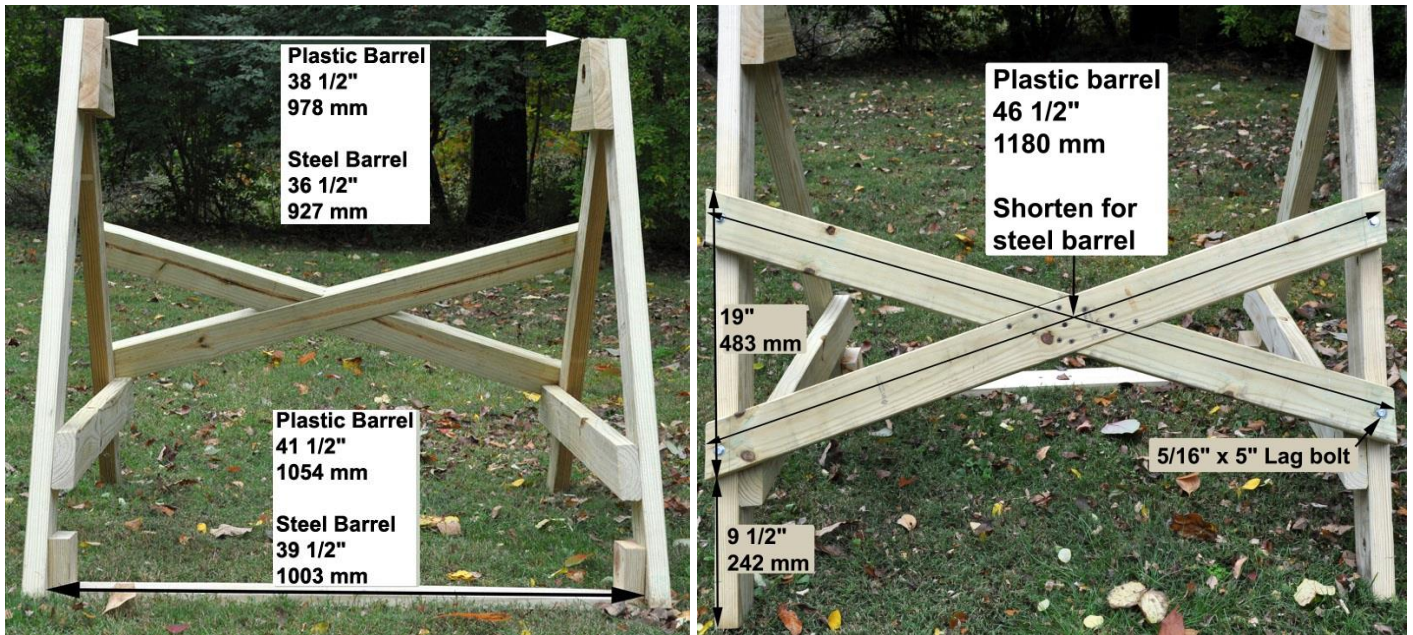 Plastic Barrel
38 1/2"
978 mm
Steel Barrel
36 1/2"
927 mm
Plastic Barrel
41 1/2"
1054 mm
Steel Barrel
39 1/2"
1003 mm
Plastic barrel
46 1/2"
1180 mm
Shorten for
steel barrel
19"
483 mm
5/16" x 5" Lag bolt
9 1/2"
242 mm